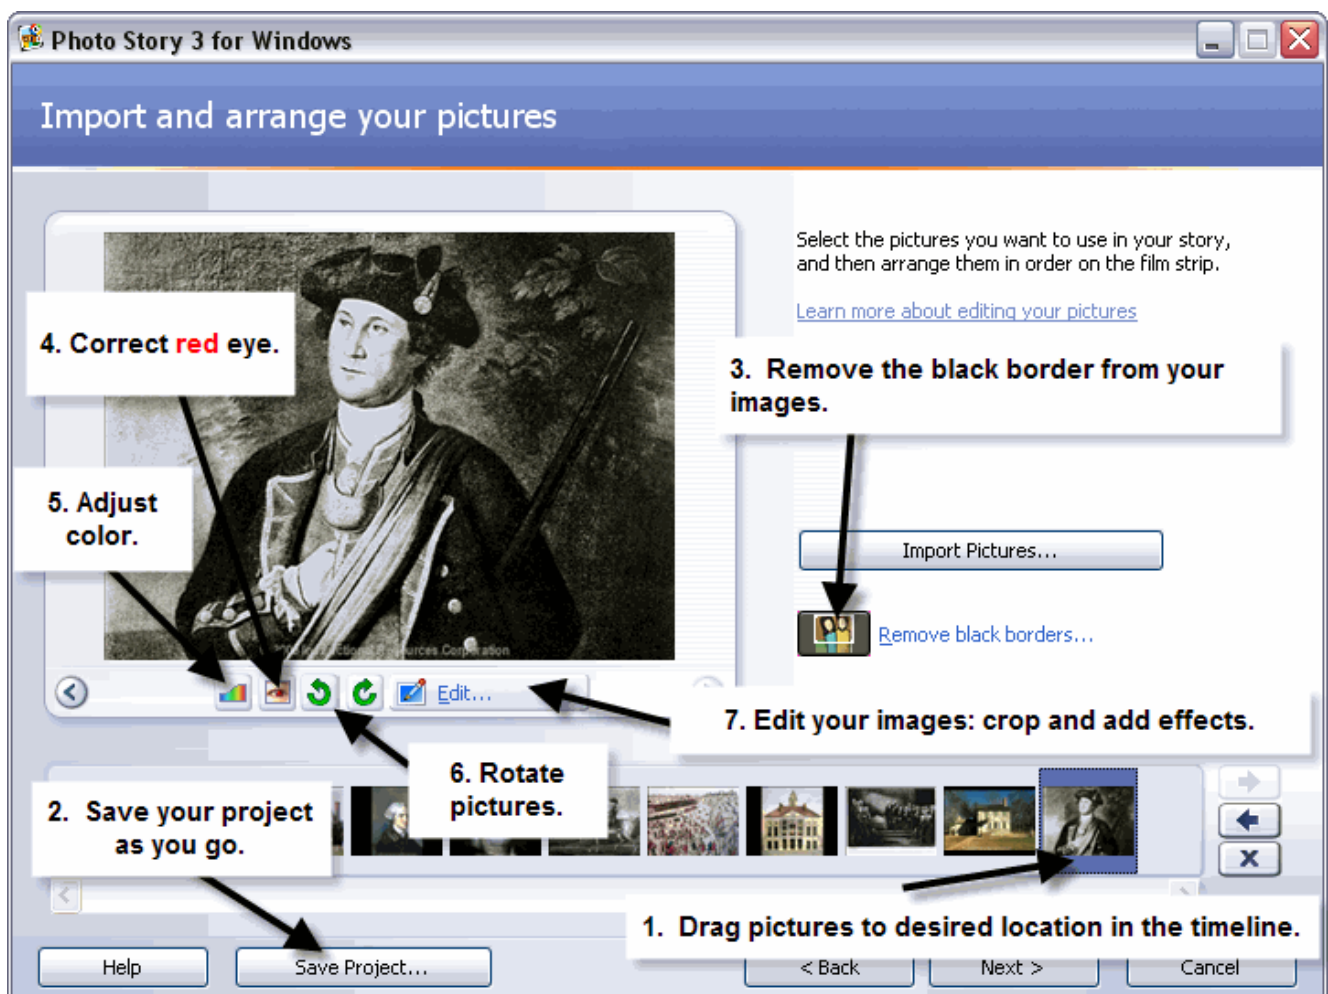 Photo Story 3 for Windows
Import and arrange your pictures
Select the pictures you want to use in your story,
and then arrange them in order on the film strip.
Learn more about editing your pictures
4. Correct red eye.
3. Remove the black border from your
images.
5. Adjust
color.
Import Pictures...
Remove black borders...
Resources Corporation
Edit...
7. Edit your images: crop and add effects.
6. Rotate
pictures.
2. Save your project
as you go.
1. Drag pictures to desired location in the timeline.
Help
Save Project...
< Back
Next >
Cancel